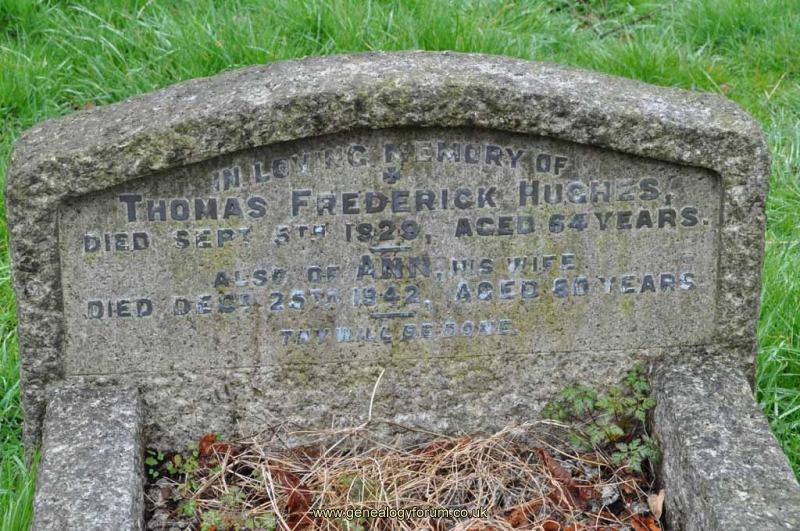 IN LOVING MEMORY OF
THOMAS FREDERICK HUGHES,
DIED SEPT 5TH 1929, AGED 64 YEARS.
ALSO OF ANN, HIS WIFE
DIED DECR 25TH 1942, AGED YEARS.
THY WILL BE DONE.
www.genealogyforum.co.uk